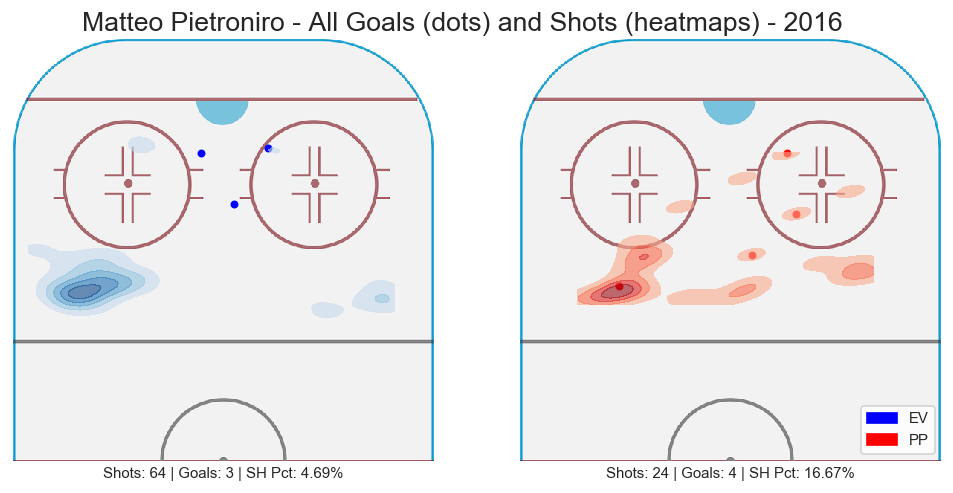 Matteo Pietroniro - All Goals (dots) and Shots (heatmaps) - 2016
EV
PP
Shots: 64 | Goals: 3 | SH Pct: 4.69%
Shots: 24 | Goals: 4 | SH Pct: 16.67%